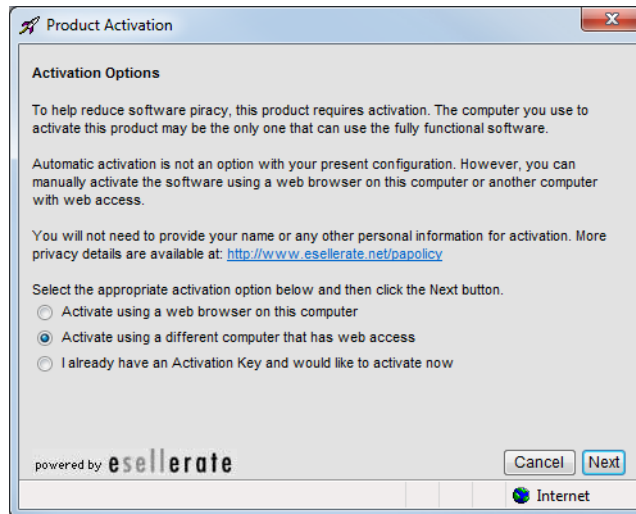 Product Activation
Activation Options
To help reduce software piracy, this product requires activation. The computer you use to
activate this product may be the only one that can use the fully functional software.
Automatic activation is not an option with your present configuration. However, you can
manually activate the software using a web browser on this computer or another computer
with web access.
You will not need to provide your name or any other personal information for activation. More
privacy details are available at: http://www.esellerate.net/papolicy
Select the appropriate activation option below and then click the Next button.
Activate using a web browser on this computer
Activate using a different computer that has web access
I already have an Activation Key and would like to activate now
powered by esellerate
Cancel Next
Internet